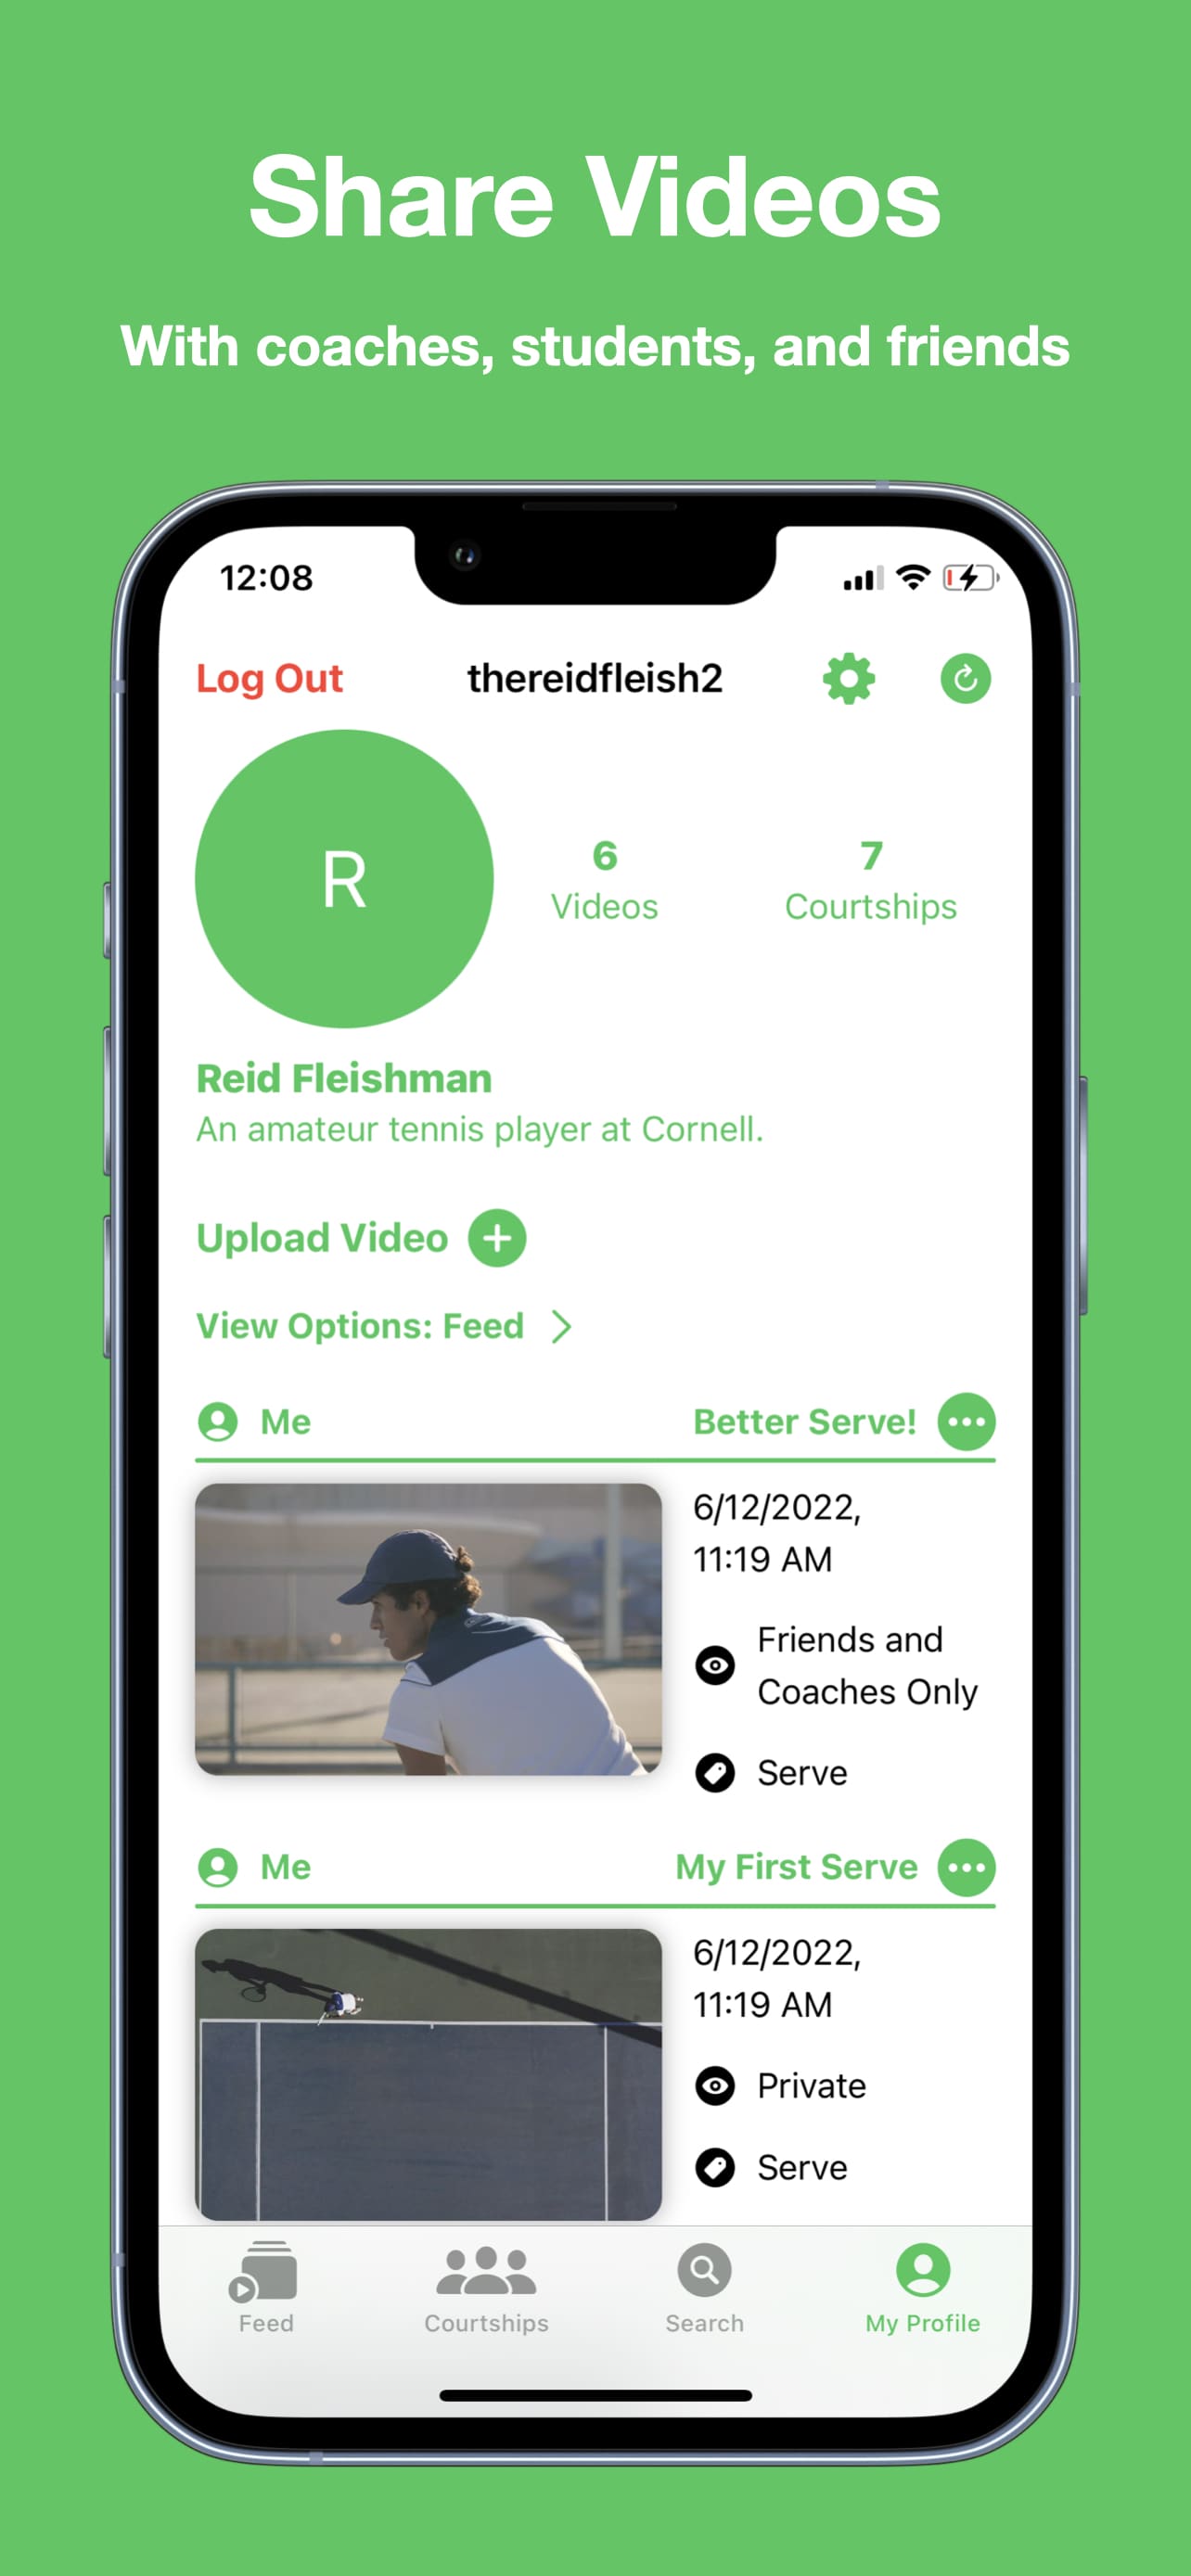 Share Videos
With coaches, students, and friends
12:08
Log Out
thereidfleish2
R
6
Videos
7
Courtships
Reid Fleishman
An amateur tennis player at Cornell.
Upload Video
View Options: Feed
Me
Better Serve!
6/12/2022,
11:19 AM
Friends and
Coaches Only
Serve
Me
My First Serve
6/12/2022,
11:19 AM
Private
Serve
Feed
Courtships
Search
My Profile